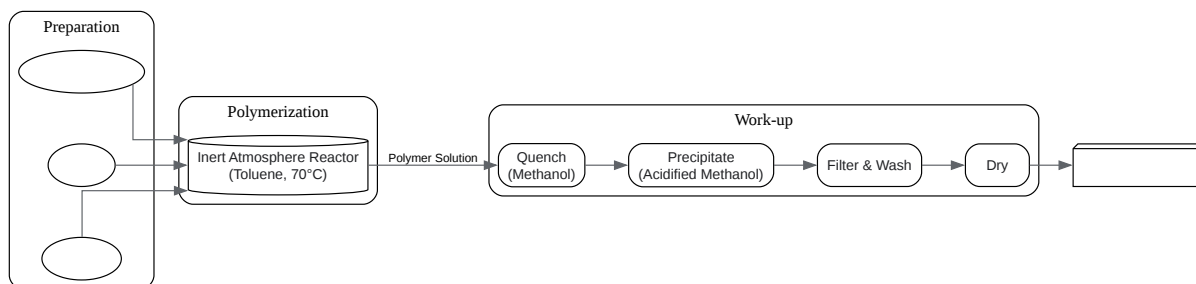 Preparation
Polymerization
Inert Atmosphere Reactor
(Toluene, 70°C)
Polymer Solution
Work-up
Quench
(Methanol)
Precipitate
(Acidified Methanol)
Filter & Wash
Dry